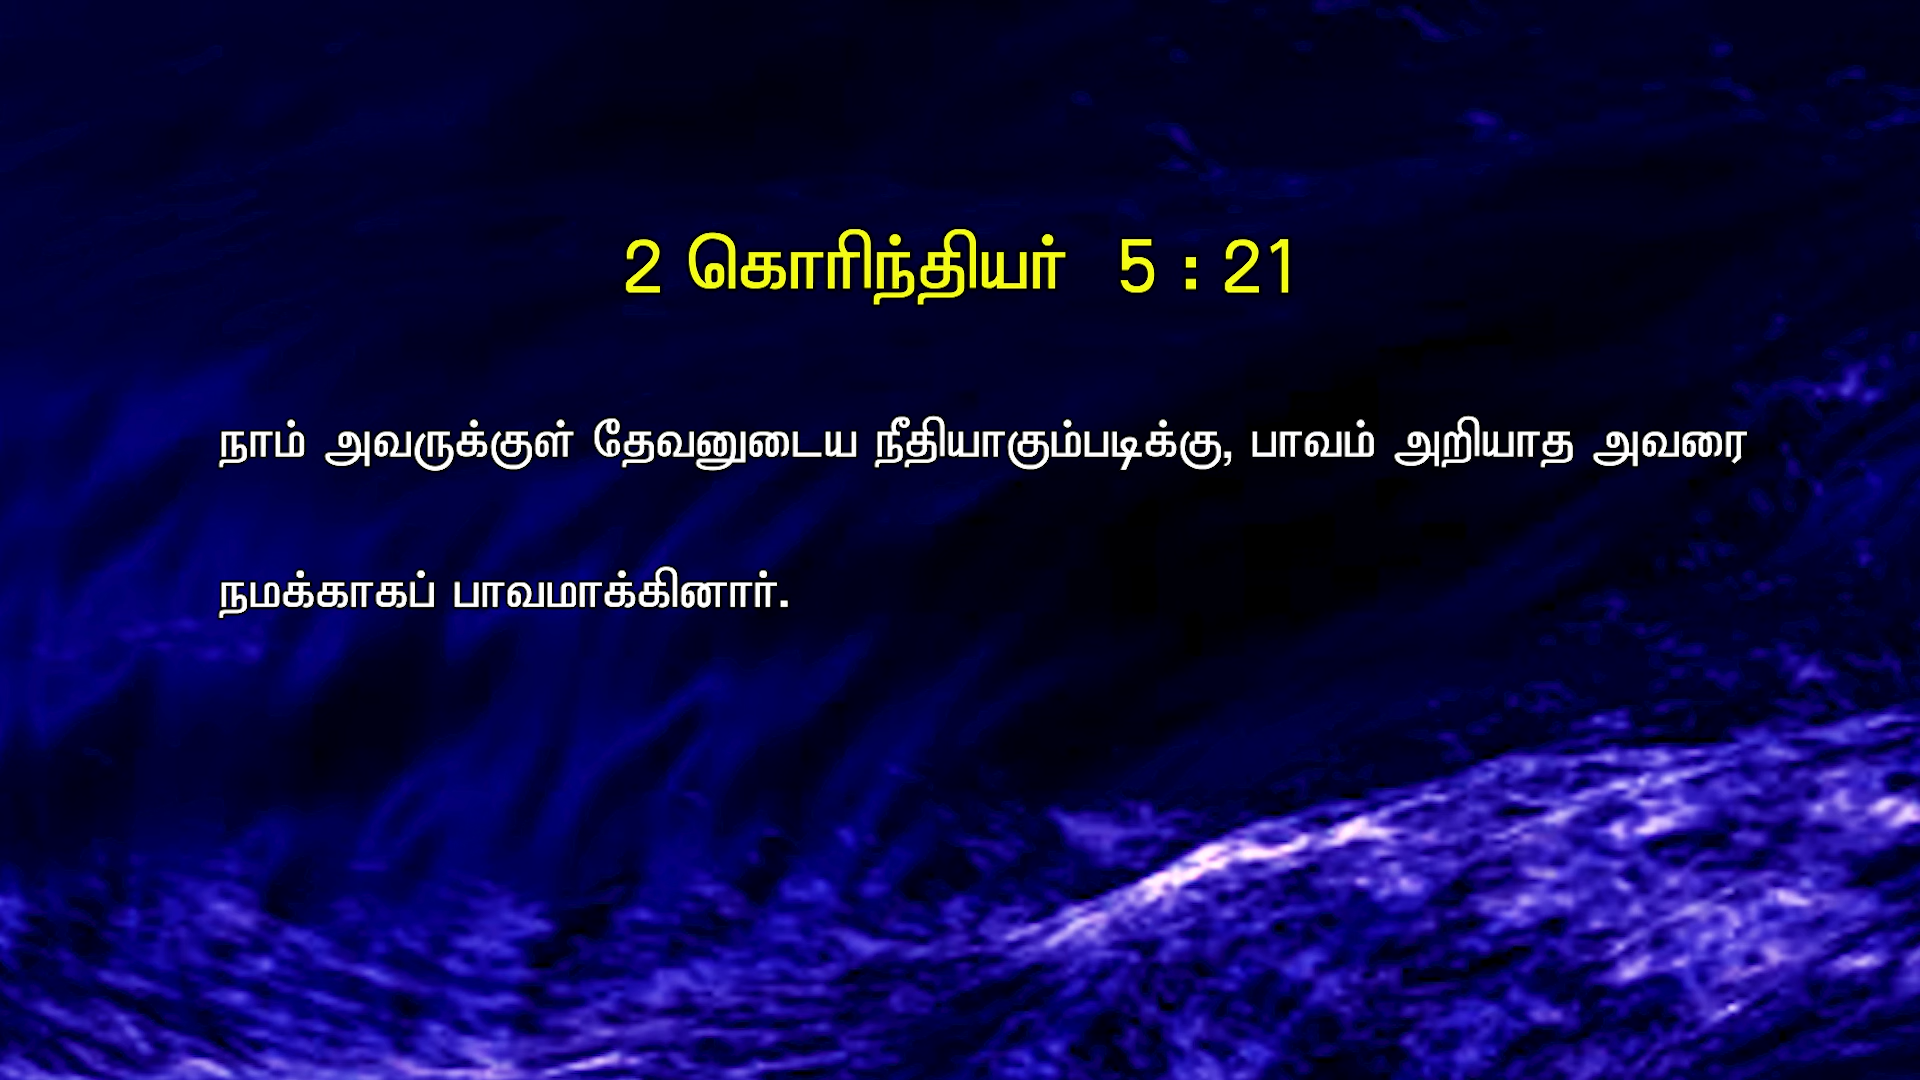 2 கொரிந்தியர் 5 : 21
நாம் அவருக்குள் தேவனுடைய நீதியாகும்படிக்கு, பாவம் அறியாத அவரை
நமக்காகப் பாவமாக்கினார்.